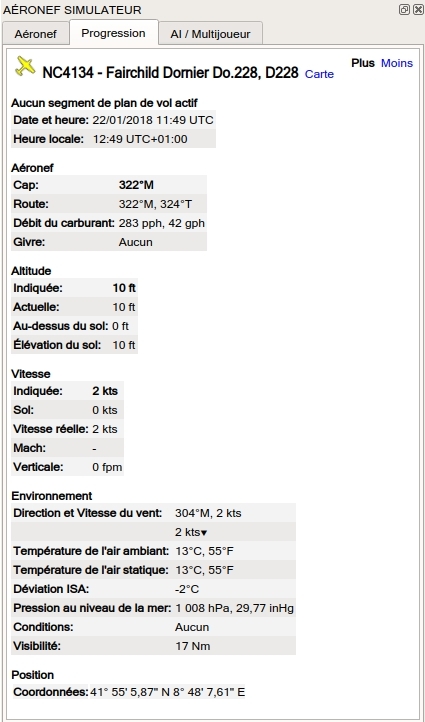 AÉRONEF SIMULATEUR
Aéronef Progression AI / Multijoueur
NC4134 - Fairchild Dornier Do.228, D228 Carte Plus Moins
Aucun segment de plan de vol actif
Date et heure: 22/01/2018 11:49 UTC
Heure locale: 12:49 UTC+01:00
Aéronef
Cap: 322°M
Route: 322°M, 324°T
Débit du carburant: 283 pph, 42 gph
Givre: Aucun
Altitude
Indiquée: 10 ft
Actuelle: 10 ft
Au-dessus du sol: 0 ft
Élévation du sol: 10 ft
Vitesse
Indiquée: 2 kts
Sol: 0 kts
Vitesse réelle: 2 kts
Mach: -
Verticale: 0 fpm
Environnement
Direction et Vitesse du vent: 304°M, 2 kts
2 kts▾
Température de l'air ambiant: 13°C, 55°F
Température de l'air statique: 13°C, 55°F
Déviation ISA: -2°C
Pression au niveau de la mer: 1 008 hPa, 29,77 inHg
Conditions: Aucun
Visibilité: 17 Nm
Position
Coordonnées: 41° 55' 5,87" N 8° 48' 7,61" E